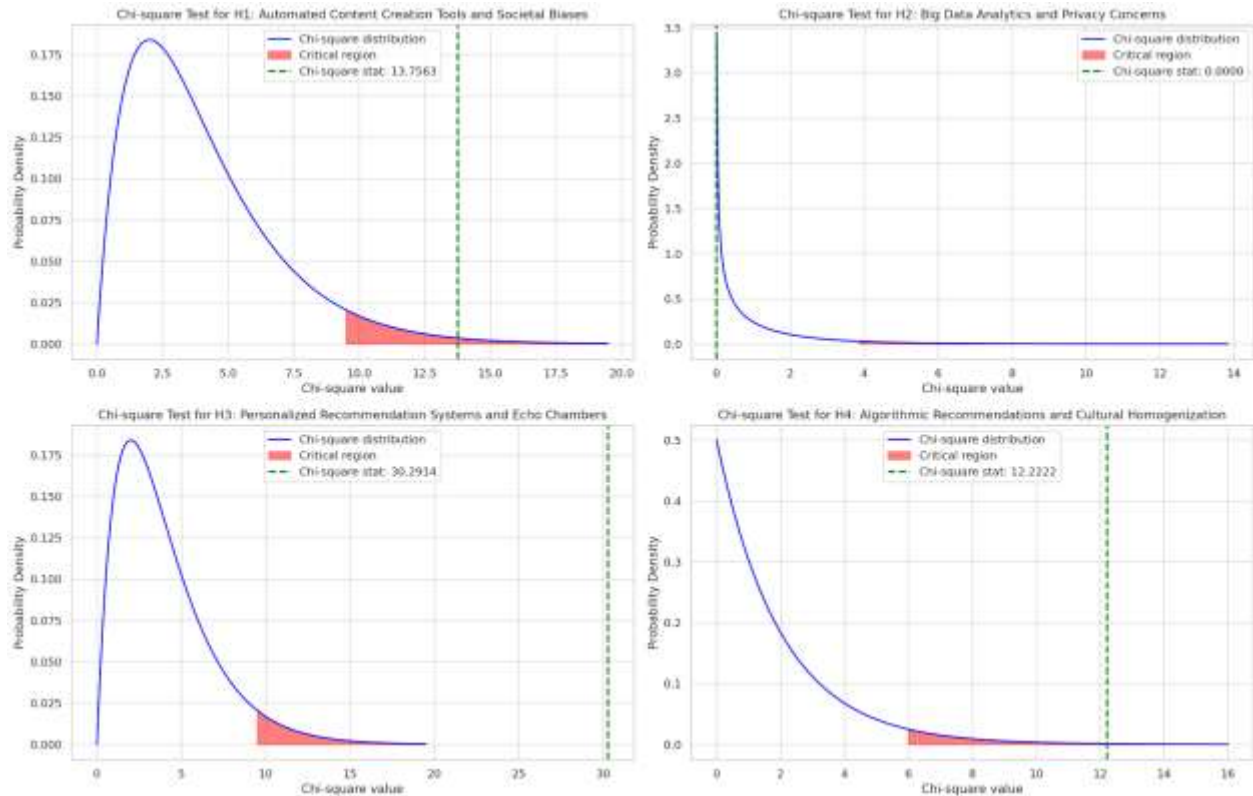 Chi-square Test for H1: Automated Content Creation Tools and Societal Biases
Chi-square distribution
Critical region
Chi-square stat: 13.7563
Probability Density
0.175
0.150
0.125
0.100
0.075
0.050
0.025
0.000
0.0 2.5 5.0 7.5 10.0 12.5 15.0 17.5 20.0
Chi-square value
Chi-square Test for H2: Big Data Analytics and Privacy Concerns
Chi-square distribution
Critical region
Chi-square stat: 0.0000
Probability Density
3.5
3.0
2.5
2.0
1.5
1.0
0.5
0.0
0 2 4 6 8 10 12 14
Chi-square value
Chi-square Test for H3: Personalized Recommendation Systems and Echo Chambers
Chi-square distribution
Critical region
Chi-square stat: 30.2914
Probability Density
0.175
0.150
0.125
0.100
0.075
0.050
0.025
0.000
0 5 10 15 20 25 30
Chi-square value
Chi-square Test for H4: Algorithmic Recommendations and Cultural Homogenization
Chi-square distribution
Critical region
Chi-square stat: 12.2222
Probability Density
0.5
0.4
0.3
0.2
0.1
0.0
0 2 4 6 8 10 12 14 16
Chi-square value